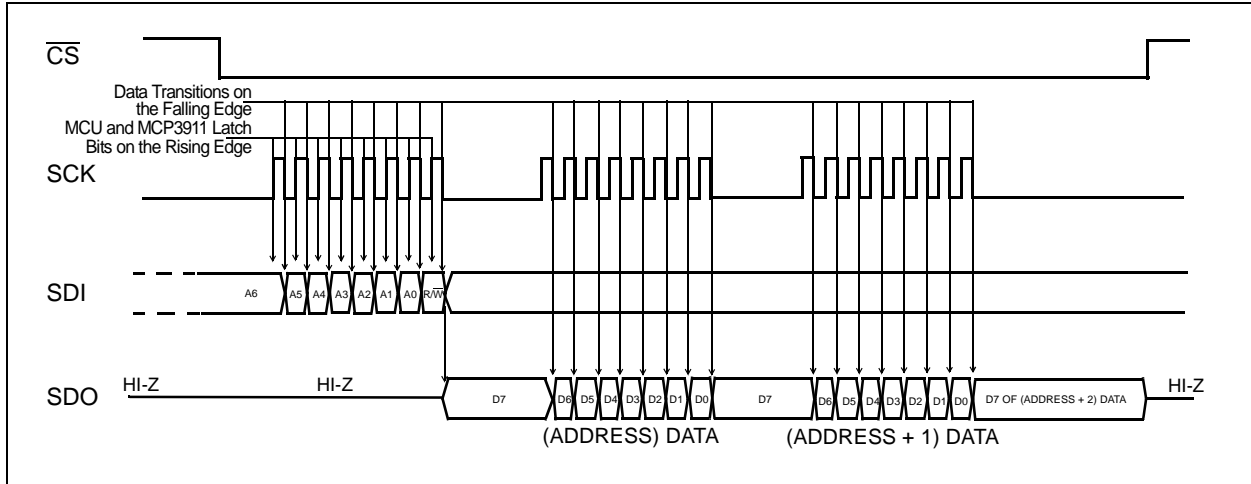 CS
Data Transitions on
the Falling Edge
MCU and MCP3911 Latch
Bits on the Rising Edge
SCK
SDI
A6 A5 A4 A3 A2 A1 A0 R/W
SDO
HI-Z HI-Z D7 D6 D5 D4 D3 D2 D1 D0 D7 D6 D5 D4 D3 D2 D1 D0 D7 OF (ADDRESS + 2) DATA HI-Z
(ADDRESS) DATA (ADDRESS + 1) DATA